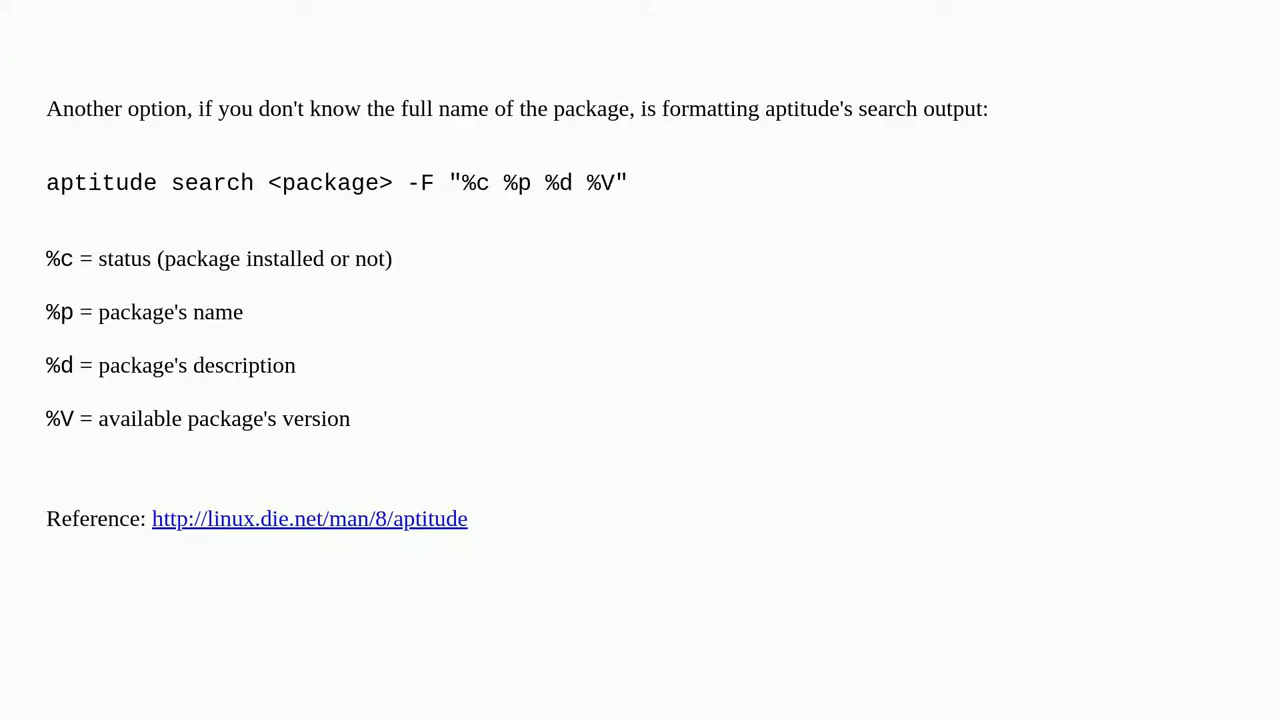 Another option, if you don't know the full name of the package, is formatting aptitude's search output:
aptitude search <package> -F "%c %p %d %V"
%c = status (package installed or not)
%p = package's name
%d = package's description
%V = available package's version
Reference: http://linux.die.net/man/8/aptitude